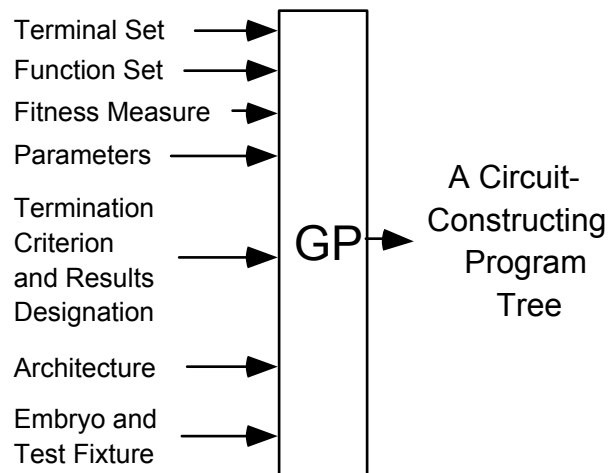 Terminal Set
Function Set
Fitness Measure
Parameters
Termination
Criterion
and Results
Designation
Architecture
Embryo and
Test Fixture
GP
A Circuit-
Constructing
Program
Tree